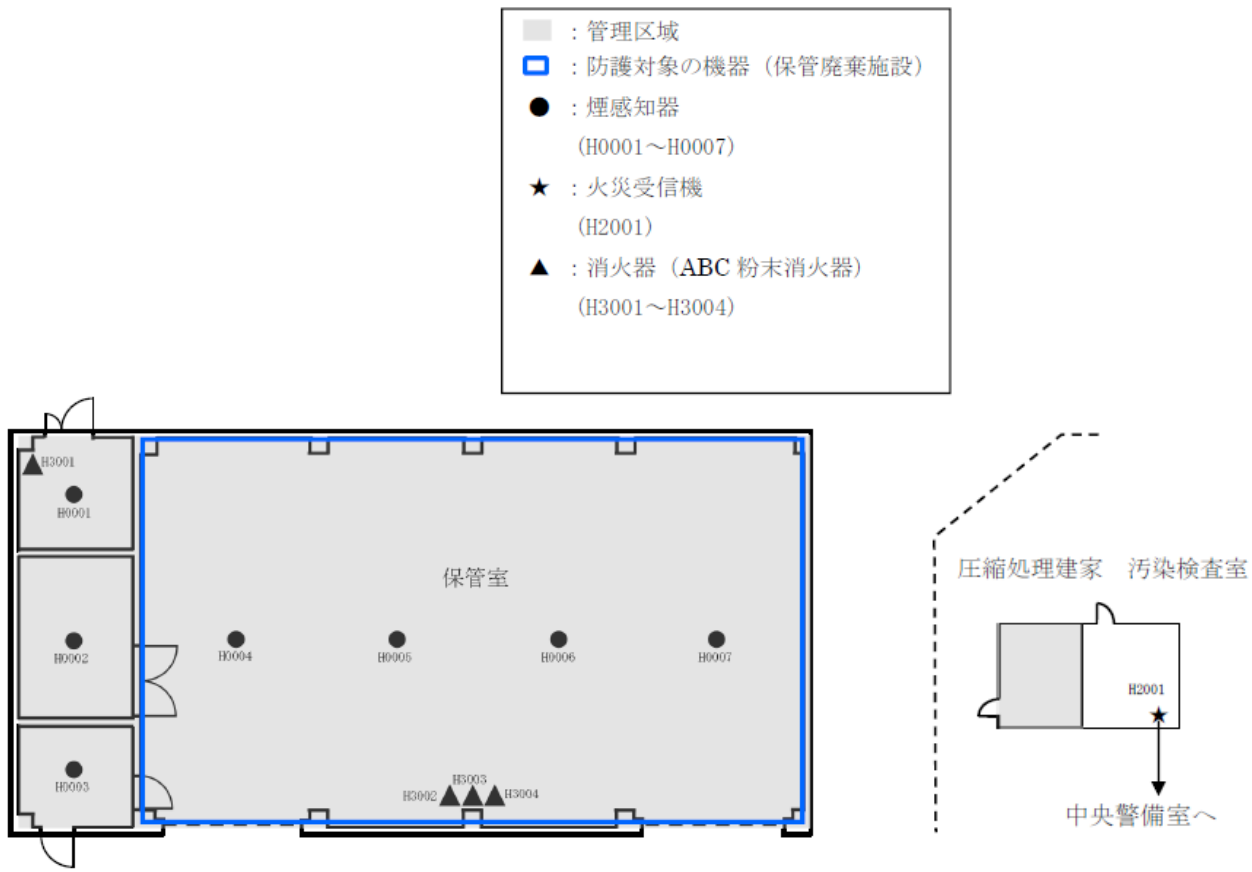 ：管理区域
：防護対象の機器（保管廃棄施設）
：煙感知器
(H0001～H0007)
：火災受信機
(H2001)
：消火器（ABC 粉末消火器）
(H3001～H3004)
H3001
H0001
保管室
圧縮処理建家　汚染検査室
H0002
H0004
H0005
H0006
H0007
H2001
H0003
H3003
H3002
H3004
中央警備室へ